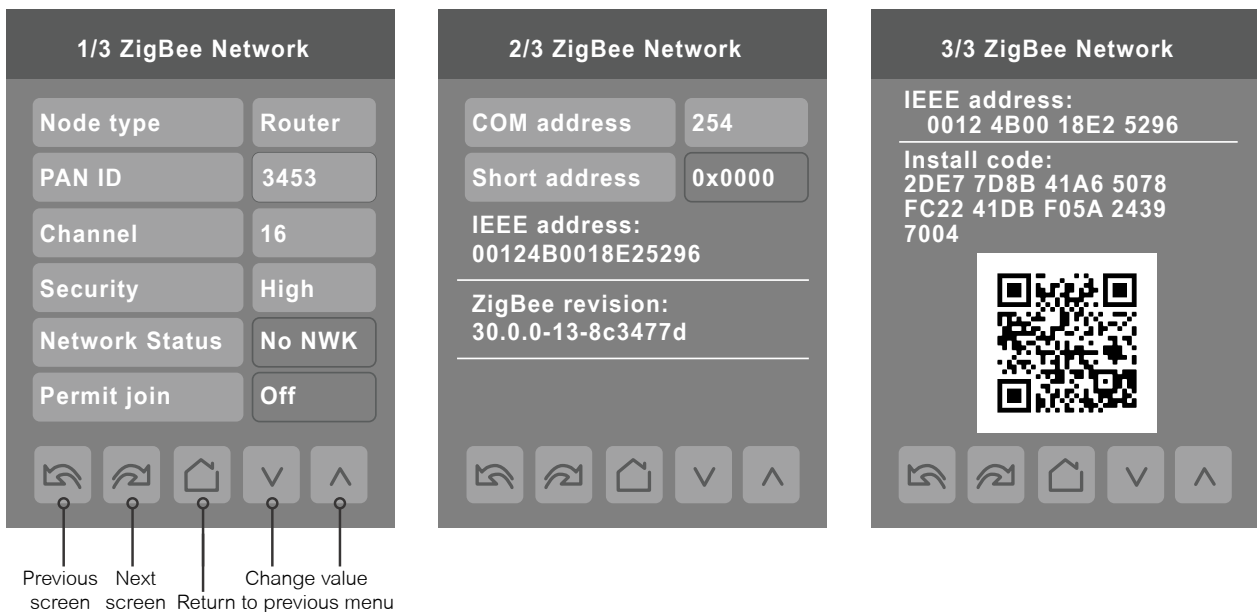 1/3 ZigBee Network
Node type Router
PAN ID 3453
Channel 16
Security High
Network Status No NWK
Permit join Off
Previous screen
Next screen
Return to previous menu
Change value
2/3 ZigBee Network
COM address 254
Short address 0x0000
IEEE address:
00124B0018E25296
ZigBee revision:
30.0.0-13-8c3477d
3/3 ZigBee Network
IEEE address:
0012 4B00 18E2 5296
Install code:
2DE7 7D8B 41A6 5078
FC22 41DB F05A 2439
7004